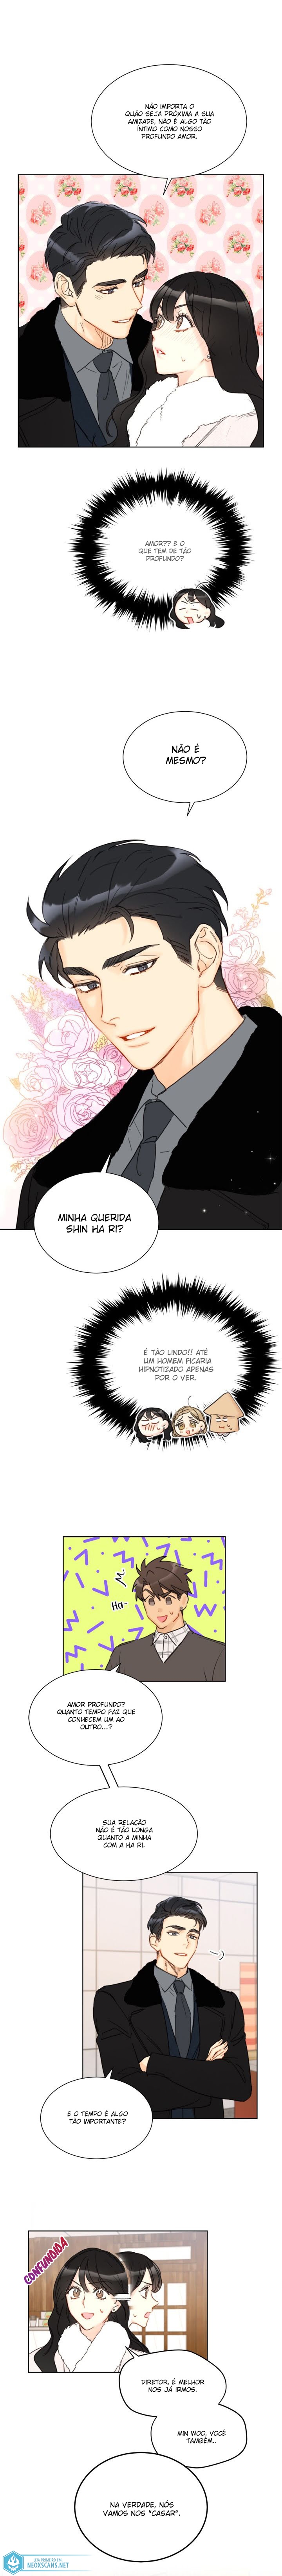 NÃO IMPORTA O
QUÃO SEJA PRÓXIMA A SUA
AMIZADE, NÃO É ALGO TÃO
ÍNTIMO COMO NOSSO
PROFUNDO AMOR.
AMOR?? E O
QUE TEM DE TÃO
PROFUNDO?
NÃO É
MESMO?
MINHA QUERIDA
SHIN HA RI?
É TÃO LINDO!! ATÉ
UM HOMEM FICARIA
HIPNOTIZADO APENAS
POR O VER.
Ha-
AMOR PROFUNDO?
QUANTO TEMPO FAZ QUE
CONHECEM UM AO
OUTRO...?
SUA RELAÇÃO
NÃO É TÃO LONGA
QUANTO A MINHA
COM A HA RI.
E O TEMPO É ALGO
TÃO IMPORTANTE?
CONFUNDIDA
DIRETOR, É MELHOR
NOS JÁ IRMOS.
MIN WOO, VOCÊ
TAMBÉM..
NA VERDADE, NÓS
VAMOS NOS "CASAR".
NEOXSCANS.NET